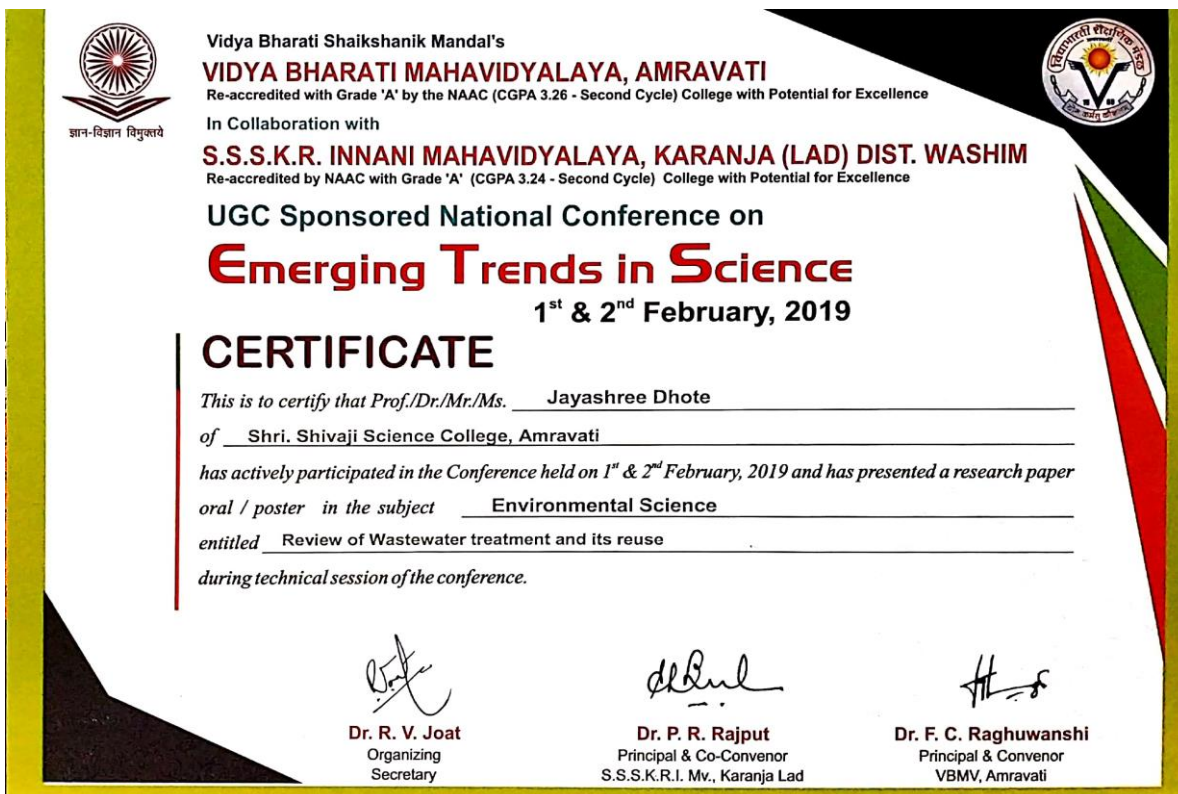 Vidya Bharati Shaikshanik Mandal's
VIDYA BHARATI MAHAVIDYALAYA, AMRAVATI
Re-accredited with Grade 'A' by the NAAC (CGPA 3.26 - Second Cycle) College with Potential for Excellence
ज्ञान-विज्ञान विमुक्तये
In Collaboration with
S.S.S.K.R. INNANI MAHAVIDYALAYA, KARANJA (LAD) DIST. WASHIM
Re-accredited by NAAC with Grade 'A' (CGPA 3.24 - Second Cycle) College with Potential for Excellence
UGC Sponsored National Conference on
Emerging Trends in Science
1st & 2nd February, 2019
CERTIFICATE
This is to certify that Prof./Dr./Mr./Ms. Jayashree Dhote
of Shri. Shivaji Science College, Amravati
has actively participated in the Conference held on 1st & 2nd February, 2019 and has presented a research paper
oral / poster in the subject Environmental Science
entitled Review of Wastewater treatment and its reuse
during technical session of the conference.
Dr. R. V. Joat
Organizing
Secretary
Dr. P. R. Rajput
Principal & Co-Convenor
S.S.S.K.R.I. Mv., Karanja Lad
Dr. F. C. Raghuwanshi
Principal & Convenor
VBMV, Amravati